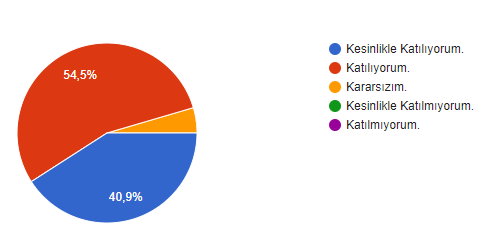 54,5%
40,9%
Kesinlikle Katılıyorum.
Katılıyorum.
Kararsızım.
Kesinlikle Katılmıyorum.
Katılmıyorum.